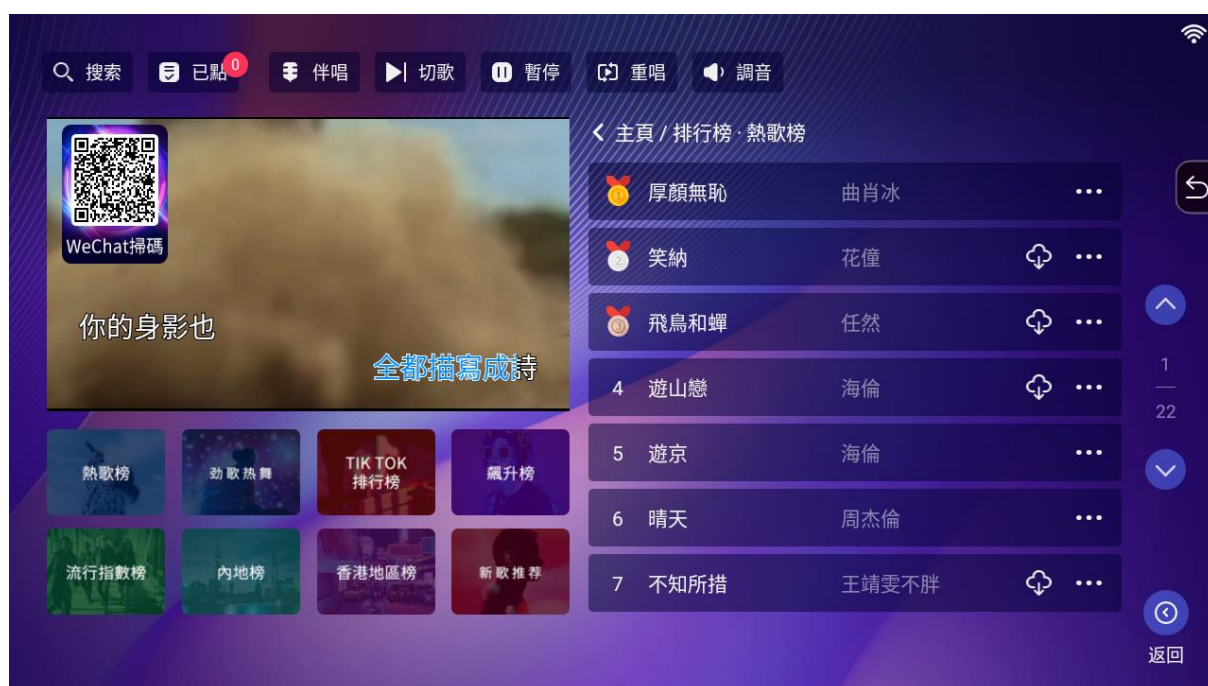 搜索
已點
0
伴唱
切歌
暫停
重唱
調音
WeChat掃碼
你的身影也
全都描寫成詩
主頁 / 排行榜 · 熱歌榜
1 厚顏無恥 曲肖冰
2 笑納 花僮
3 飛鳥和蟬 任然
4 遊山戀 海倫
5 遊京 海倫
6 晴天 周杰倫
7 不知所措 王靖雯不胖
熱歌榜
劲歌热舞
TIK TOK
排行榜
飆升榜
流行指數榜
內地榜
香港地區榜
新歌推荐
1
22
返回